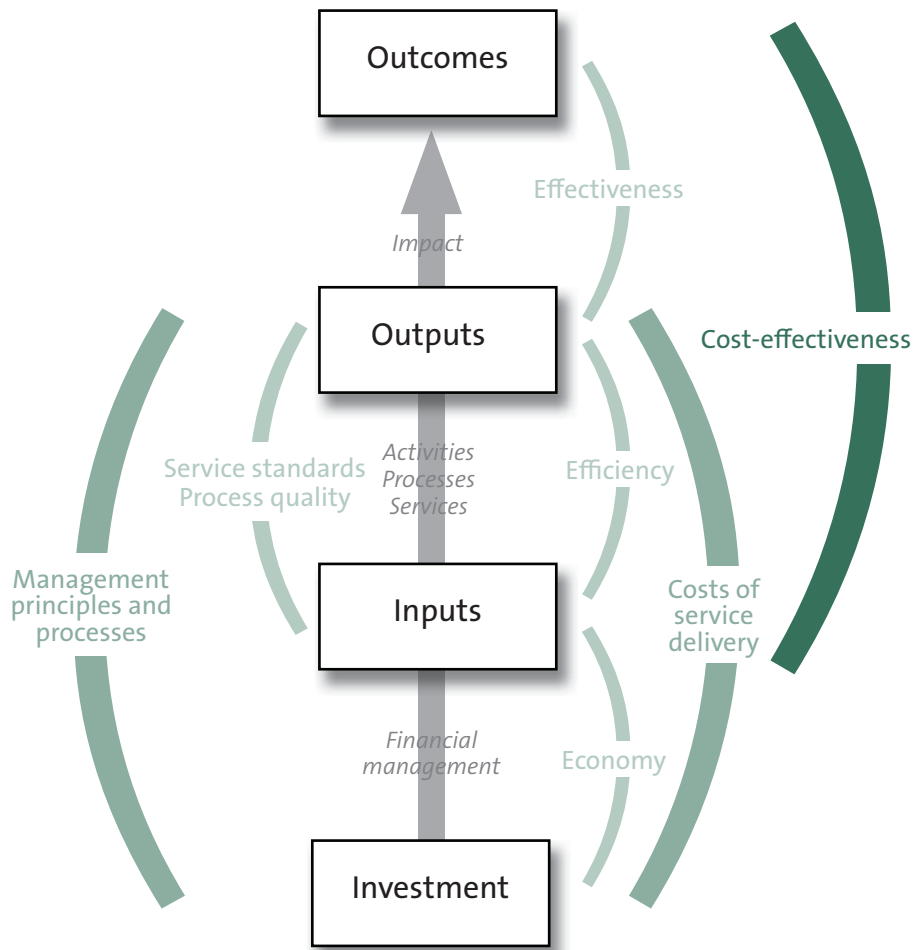 Outcomes
Effectiveness
Impact
Outputs
Cost-effectiveness
Activities
Processes
Services
Service standards
Process quality
Efficiency
Management
principles and
processes
Inputs
Costs of
service
delivery
Financial
management
Economy
Investment